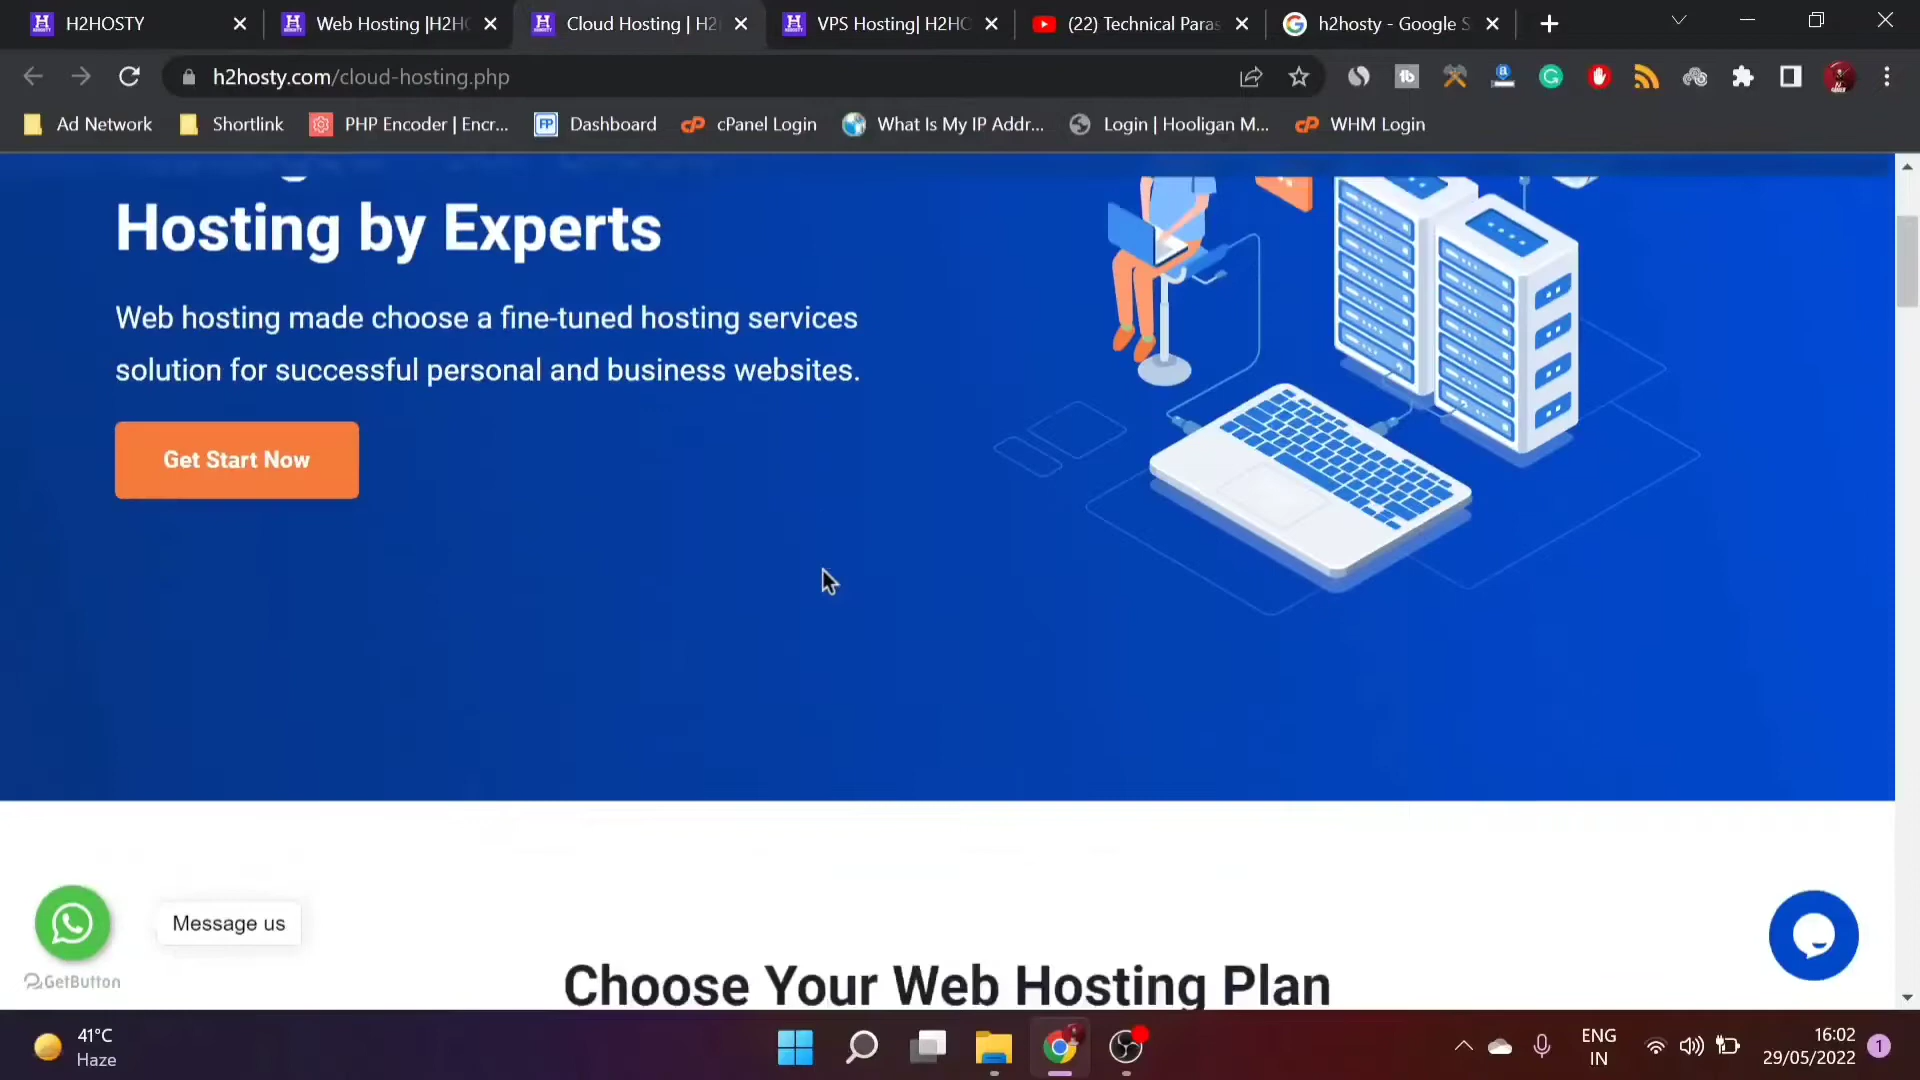 H2HOSTY
Web Hosting |H2HC
Cloud Hosting | H2
VPS Hosting| H2HC
(22) Technical Paras
h2hosty - Google S
h2hosty.com/cloud-hosting.php
Ad Network
Shortlink
PHP Encoder | Encr...
Dashboard
cPanel Login
What Is My IP Addr...
Login | Hooligan M...
WHM Login
Hosting by Experts
Web hosting made choose a fine-tuned hosting services
solution for successful personal and business websites.
Get Start Now
Message us
GetButton
Choose Your Web Hosting Plan
41°C
Haze
ENG
IN
16:02
29/05/2022
1